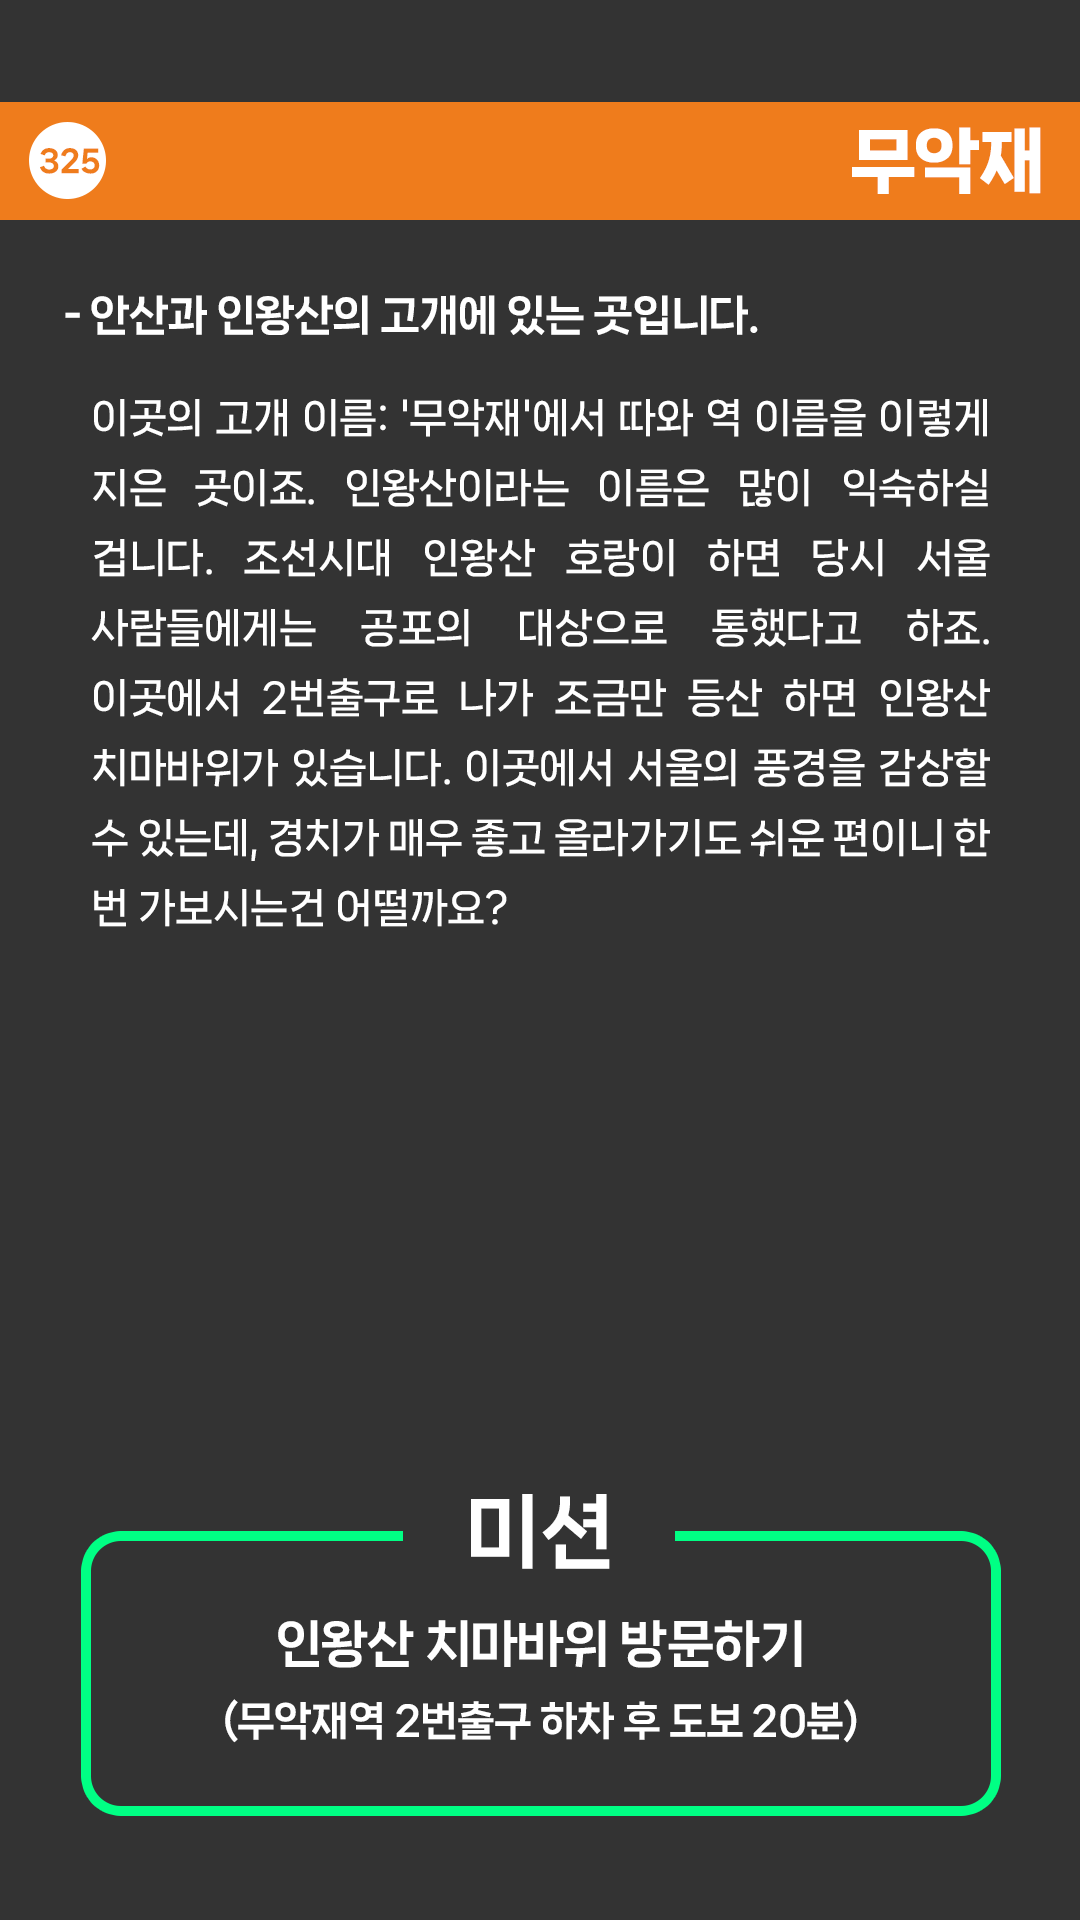 325
무악재
- 안산과 인왕산의 고개에 있는 곳입니다.
이곳의 고개 이름: '무악재'에서 따와 역 이름을 이렇게
지은 곳이죠. 인왕산이라는 이름은 많이 익숙하실
겁니다. 조선시대 인왕산 호랑이 하면 당시 서울
사람들에게는 공포의 대상으로 통했다고 하죠.
이곳에서 2번출구로 나가 조금만 등산 하면 인왕산
치마바위가 있습니다. 이곳에서 서울의 풍경을 감상할
수 있는데, 경치가 매우 좋고 올라가기도 쉬운 편이니 한
번 가보시는건 어떨까요?
미션
인왕산 치마바위 방문하기
(무악재역 2번출구 하차 후 도보 20분)